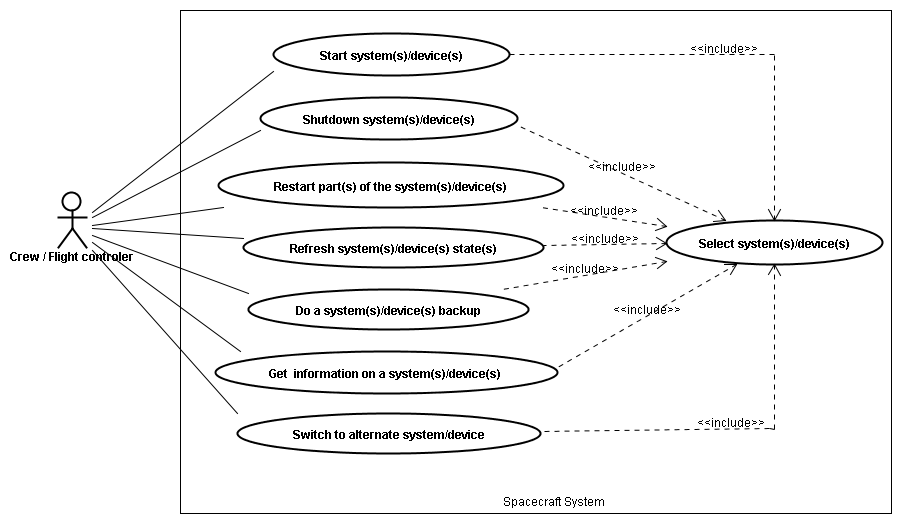 Start system(s)/device(s)
<<include>>
Shutdown system(s)/device(s)
<<include>>
Restart part(s) of the system(s)/device(s)
<<include>>
Crew / Flight controler
Refresh system(s)/device(s) state(s)
<<include>>
Select system(s)/device(s)
<<include>>
Do a system(s)/device(s) backup
<<include>>
Get  information on a system(s)/device(s)
<<include>>
Switch to alternate system/device
Spacecraft System